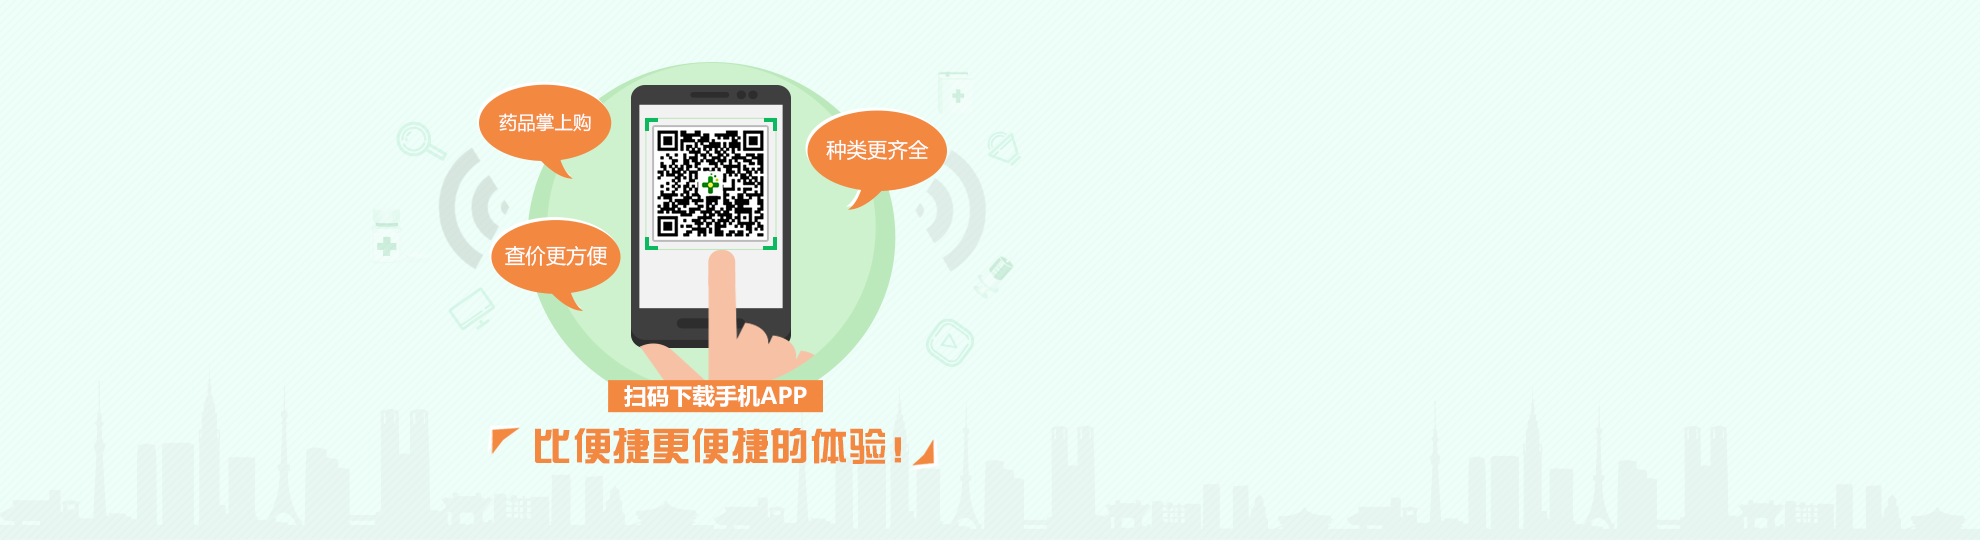 药品掌上购
种类更齐全
查价更方便
扫码下载手机APP
比便捷更便捷的体验!